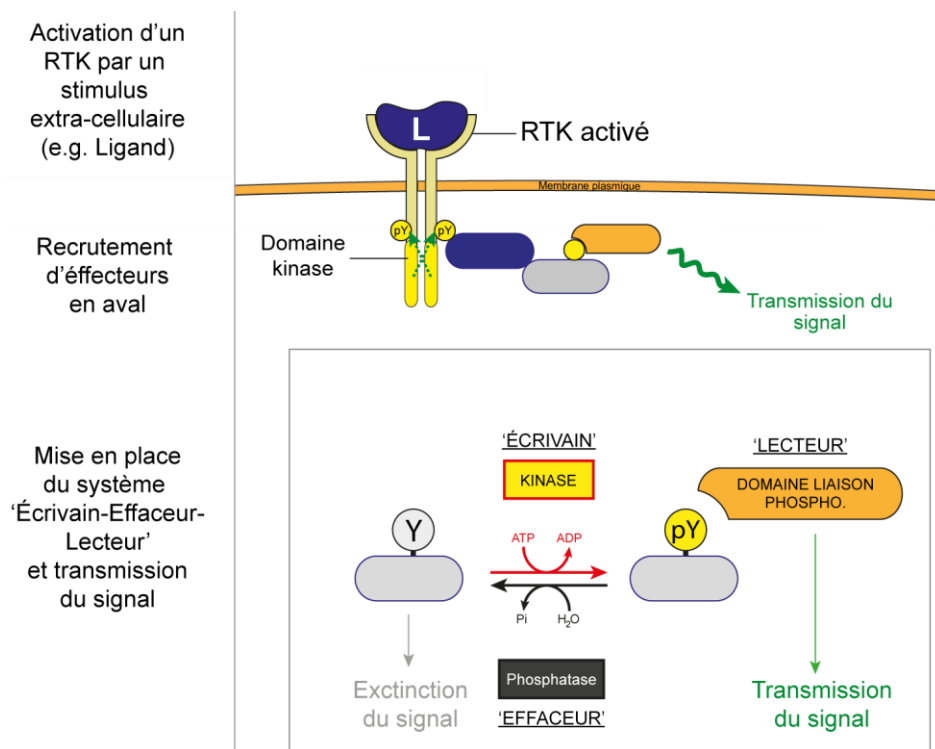 Activation d'un
RTK par un
stimulus
extra-cellulaire
(e.g. Ligand)
L
RTK activé
Membrane plasmique
pY
pY
Recrutement
d'éffecteurs
en aval
Domaine
kinase
Transmission du
signal
Mise en place
du système
'Écrivain-Effaceur-
Lecteur'
et transmission
du signal
'ÉCRIVAIN'
KINASE
'LECTEUR'
DOMAINE LIAISON
PHOSPHO.
Y
ATP
ADP
pY
Pi
H₂O
Phosphatase
'EFFACEUR'
Exctinction
du signal
Transmission
du signal